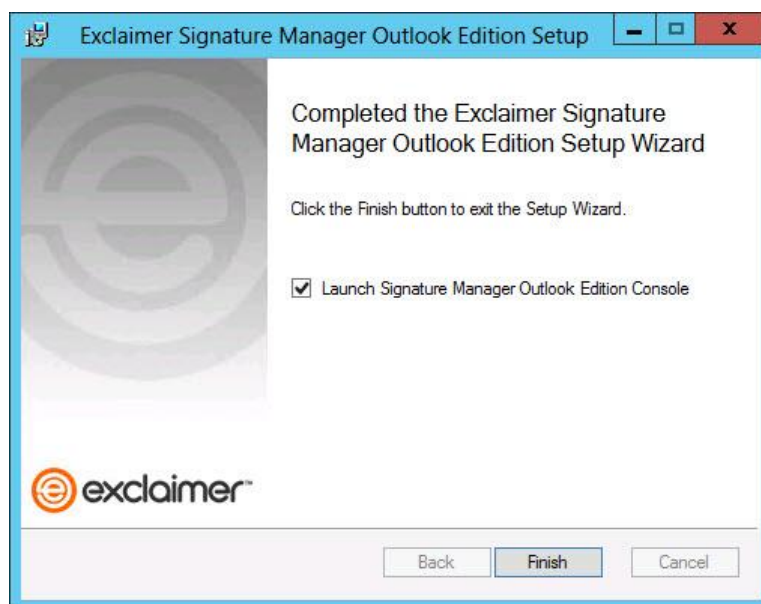 Exclaimer Signature Manager Outlook Edition Setup
Completed the Exclaimer Signature
Manager Outlook Edition Setup Wizard
Click the Finish button to exit the Setup Wizard.
Launch Signature Manager Outlook Edition Console
exclaimer™
Back
Finish
Cancel